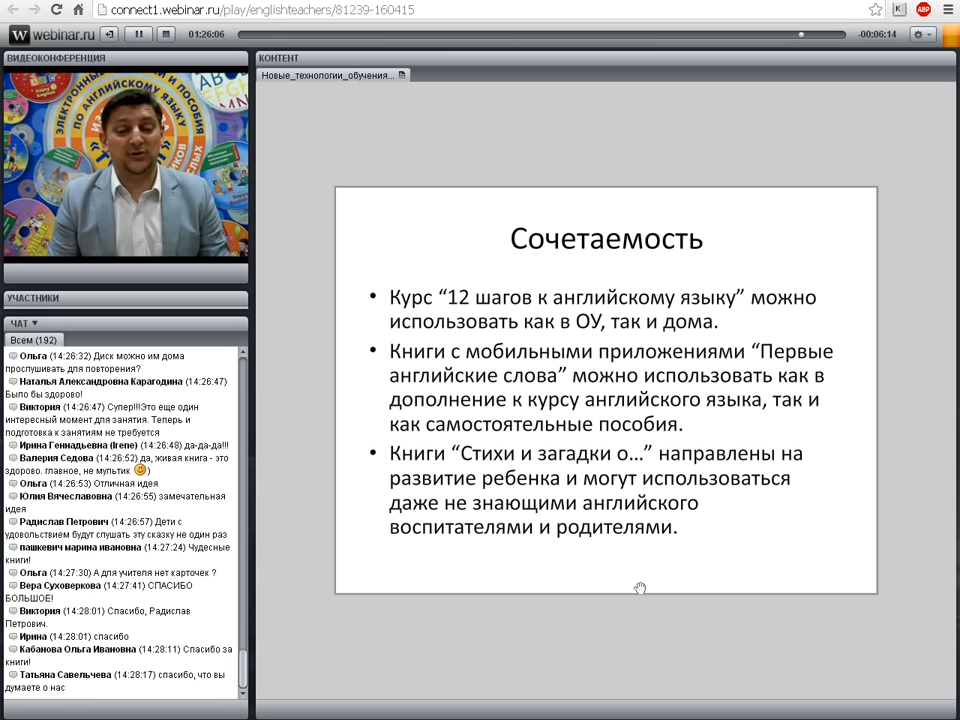 connect1.webinar.ru/play/englishteachers/81239-160415
K
ABP
W webinar.ru
01:26:06
-00:06:14
ВИДЕОКОНФЕРЕНЦИЯ
КОНТЕНТ
Новые_технологии_обучения...
ЭЛЕКТРОННЫЕ
ПО АНГЛИЙСКОМУ ЯЗЫКУ
И ПОСОБИЯ
УЧАСТНИКИ
ЧАТ ▼
Всем (192)
Ольга (14:26:32) Диск можно им дома
прослушивать для повторения?
Наталья Александровна Карагодина (14:26:47)
Было бы здорово!
Виктория (14:26:47) Супер!!!Это еще один
интересный момент для занятия. Теперь и
подготовка к занятиям не требуется
Ирина Геннадьевна (Irene) (14:26:48) да-да-да!!!
Валерия Седова (14:26:52) да, живая книга - это
здорово. главное, не мультик )
Ольга (14:26:53) Отличная идея
Юлия Вячеславовна (14:26:55) замечательная
идея
Радислав Петрович (14:26:57) Дети с
удовольствием будут слушать эту сказку не один раз
пашкевич марина ивановна (14:27:24) Чудесные
книги!
Ольга (14:27:30) А для учителя нет карточек ?
Вера Суховеркова (14:27:41) СПАСИБО
БОЛЬШОЕ!
Виктория (14:28:01) Спасибо, Радислав
Петрович.
Ирина (14:28:01) спасибо
Кабанова Ольга Ивановна (14:28:11) Спасибо за
книги!
Татьяна Савельчева (14:28:17) спасибо, что вы
думаете о нас
Сочетаемость
• Курс “12 шагов к английскому языку” можно
использовать как в ОУ, так и дома.
• Книги с мобильными приложениями “Первые
английские слова” можно использовать как в
дополнение к курсу английского языка, так и
как самостоятельные пособия.
• Книги “Стихи и загадки о…” направлены на
развитие ребенка и могут использоваться
даже не знающими английского
воспитателями и родителями.